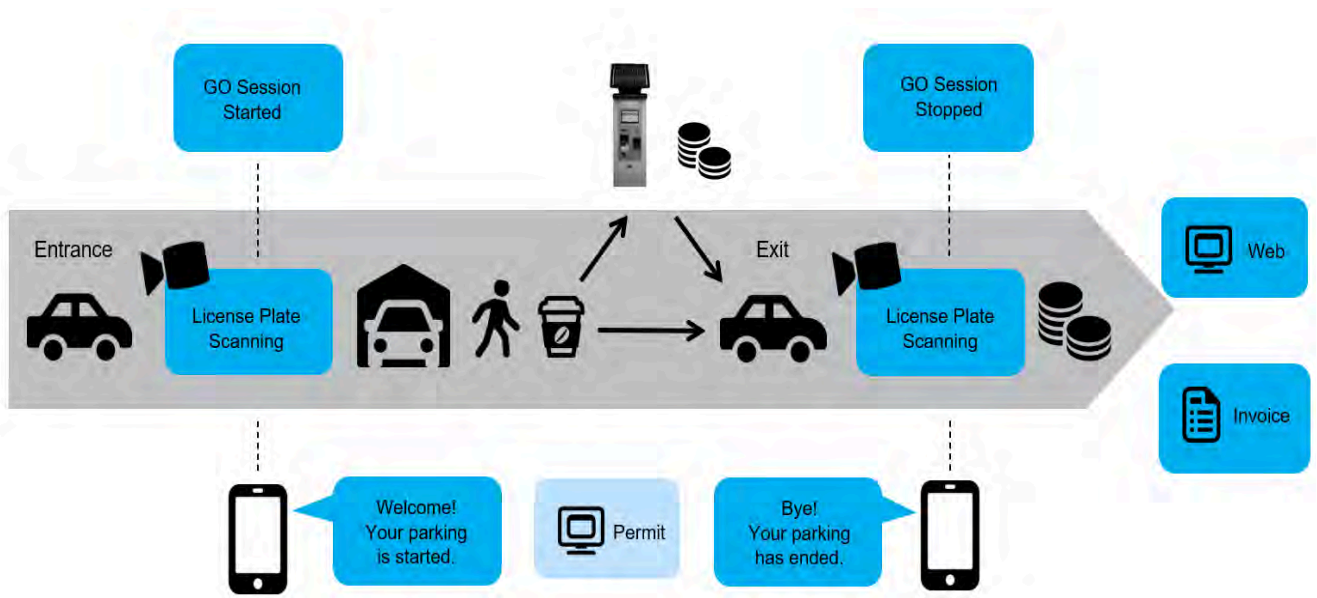 GO Session
Started
GO Session
Stopped
Entrance
Exit
License Plate
Scanning
License Plate
Scanning
Web
Invoice
Welcome!
Your parking
is started.
Permit
Bye!
Your parking
has ended.